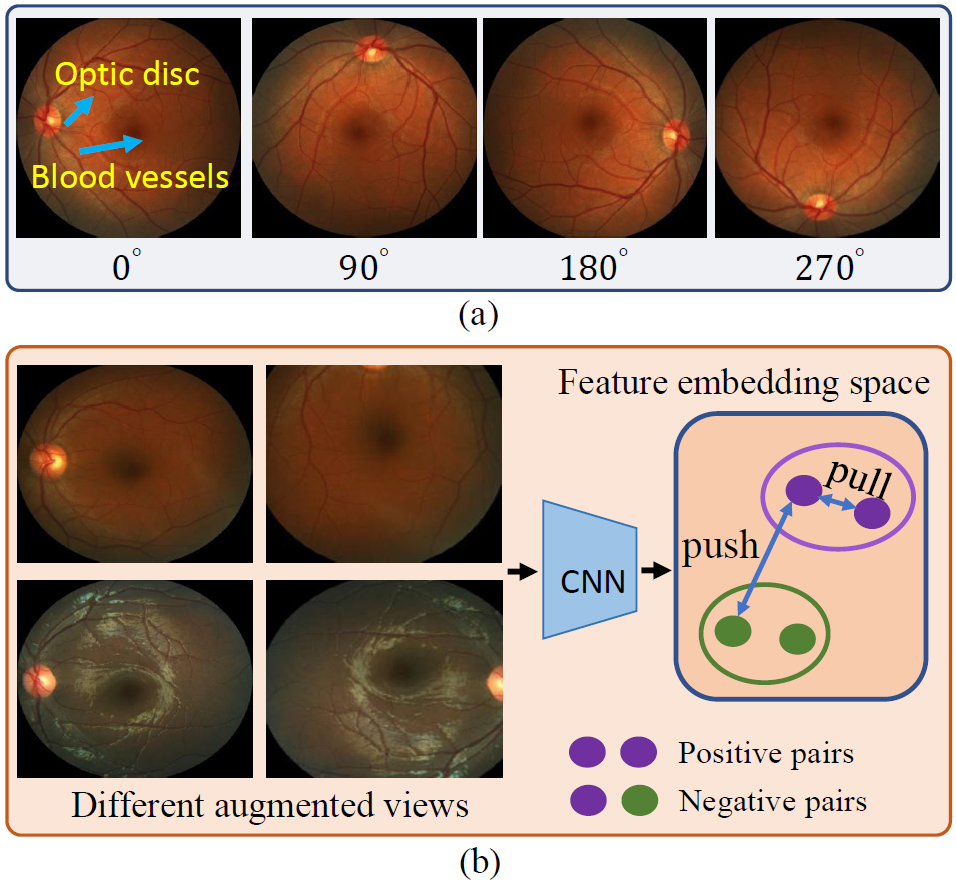 Optic disc
Blood vessels
0°
90°
180°
270°
(a)
Feature embedding space
pull
push
CNN
Different augmented views
Positive pairs
Negative pairs
(b)